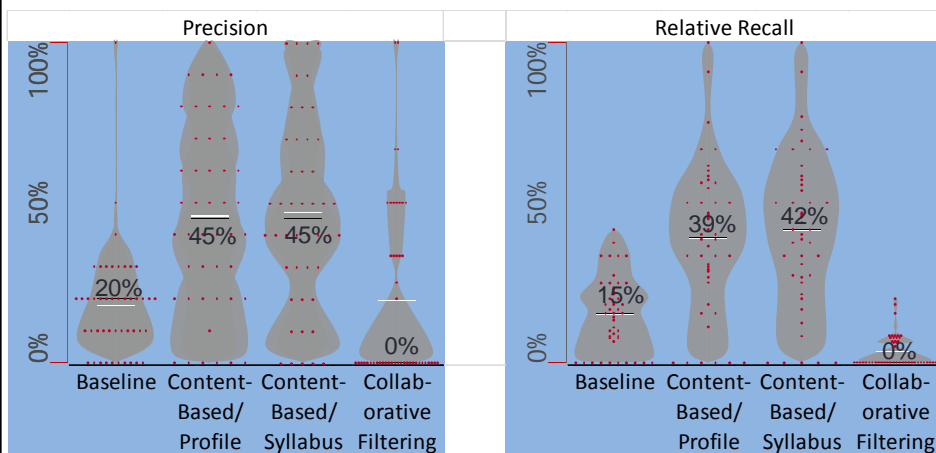 Precision
Relative Recall
100%
50%
0%
20%
45%
45%
0%
Baseline
Content-
Based/
Profile
Content-
Based/
Syllabus
Collab-
orative
Filtering
100%
50%
0%
15%
39%
42%
0%
Baseline
Content-
Based/
Profile
Content-
Based/
Syllabus
Collab-
orative
Filtering